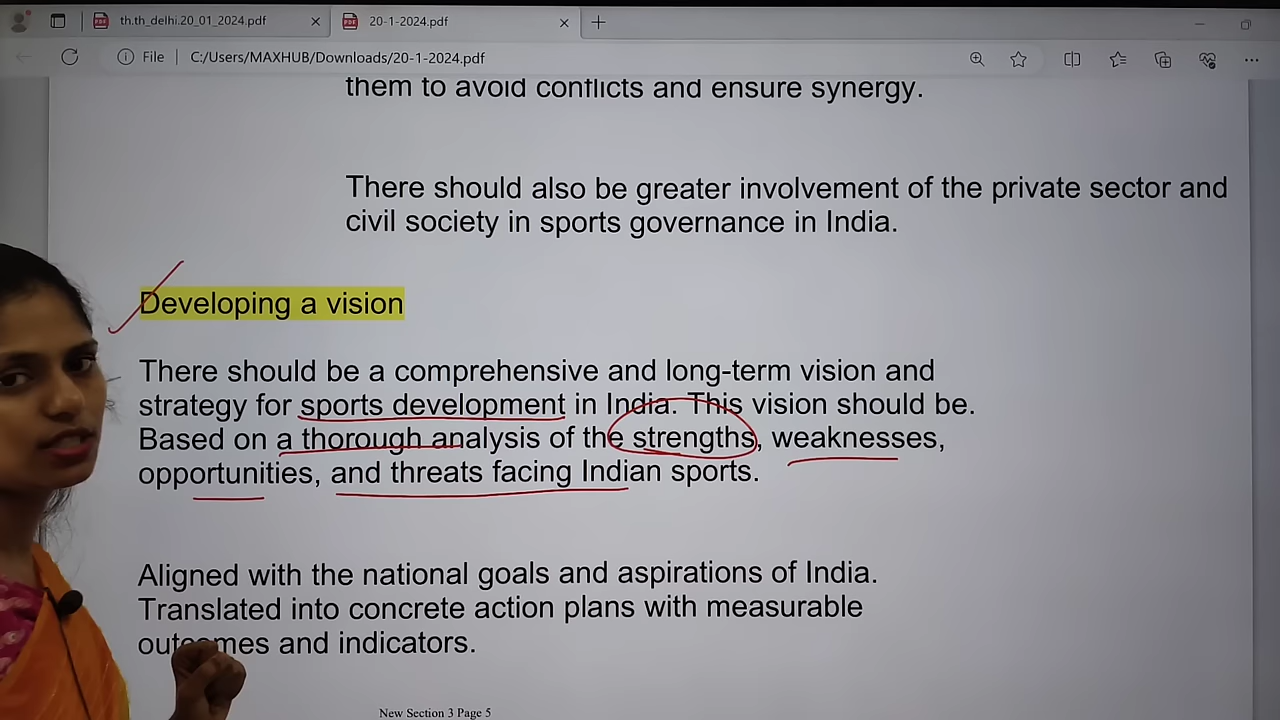 th.th_delhi.20_01_2024.pdf
20-1-2024.pdf
File
C:/Users/MAXHUB/Downloads/20-1-2024.pdf
them to avoid conflicts and ensure synergy.
There should also be greater involvement of the private sector and
civil society in sports governance in India.
Developing a vision
There should be a comprehensive and long-term vision and
strategy for sports development in India. This vision should be.
Based on a thorough analysis of the strengths, weaknesses,
opportunities, and threats facing Indian sports.
Aligned with the national goals and aspirations of India.
Translated into concrete action plans with measurable
outcomes and indicators.
New Section 3 Page 5